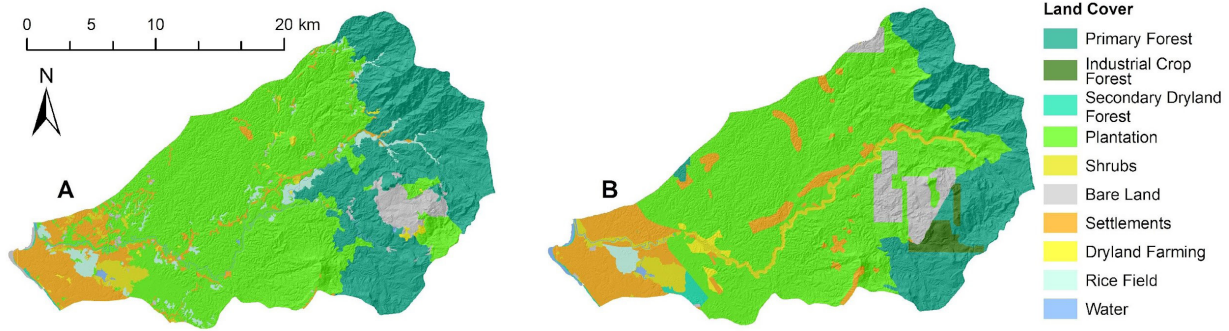 0 5 10 20 km
N
A
B
Land Cover
Primary Forest
Industrial Crop
Forest
Secondary Dryland
Forest
Plantation
Shrubs
Bare Land
Settlements
Dryland Farming
Rice Field
Water